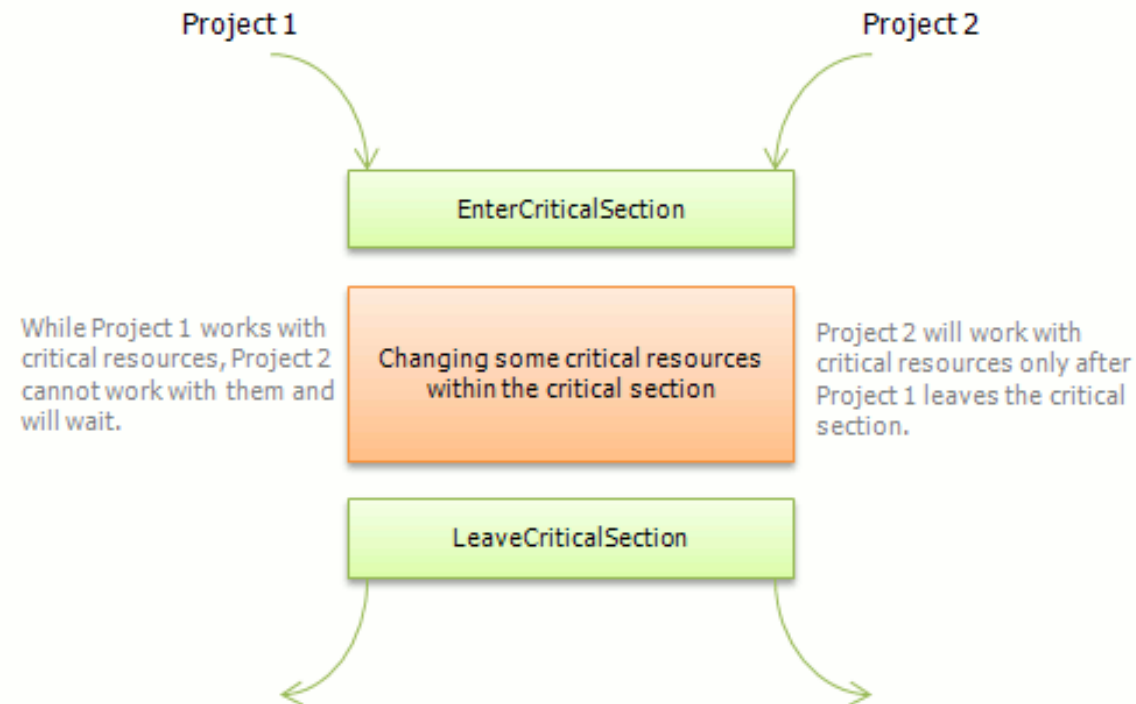 Project 1
Project 2
EnterCriticalSection
While Project 1 works with
critical resources, Project 2
cannot work with them and
will wait.
Changing some critical resources
within the critical section
Project 2 will work with
critical resources only after
Project 1 leaves the critical
section.
LeaveCriticalSection